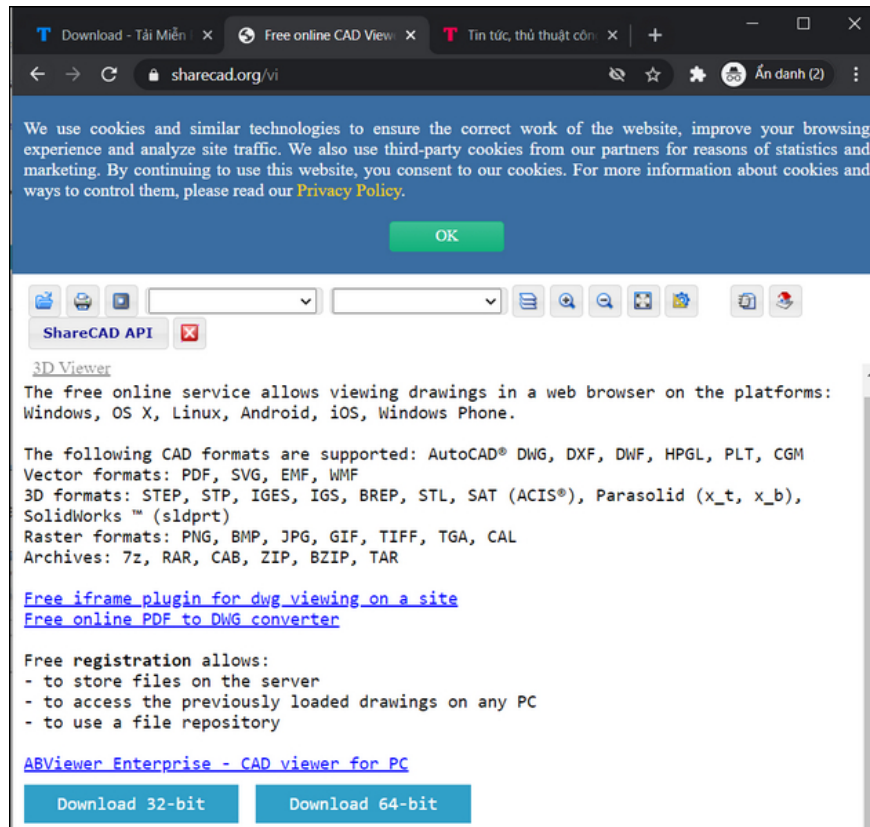 Download - Tải Miễn
Free online CAD View
Tin tức, thủ thuật côn
sharecad.org/vi
Ẩn danh (2)
We use cookies and similar technologies to ensure the correct work of the website, improve your browsing
experience and analyze site traffic. We also use third-party cookies from our partners for reasons of statistics and
marketing. By continuing to use this website, you consent to our cookies. For more information about cookies and
ways to control them, please read our Privacy Policy.
OK
ShareCAD API
3D Viewer
The free online service allows viewing drawings in a web browser on the platforms:
Windows, OS X, Linux, Android, iOS, Windows Phone.
The following CAD formats are supported: AutoCAD® DWG, DXF, DWF, HPGL, PLT, CGM
Vector formats: PDF, SVG, EMF, WMF
3D formats: STEP, STP, IGES, IGS, BREP, STL, SAT (ACIS®), Parasolid (x_t, x_b),
SolidWorks ™ (sldprt)
Raster formats: PNG, BMP, JPG, GIF, TIFF, TGA, CAL
Archives: 7z, RAR, CAB, ZIP, BZIP, TAR
Free iframe plugin for dwg viewing on a site
Free online PDF to DWG converter
Free registration allows:
- to store files on the server
- to access the previously loaded drawings on any PC
- to use a file repository
ABViewer Enterprise - CAD viewer for PC
Download 32-bit
Download 64-bit